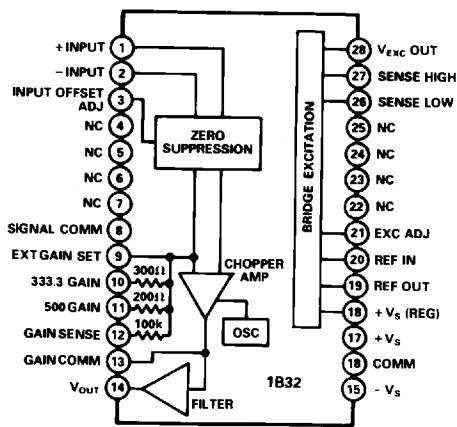 + INPUT 1
- INPUT 2
INPUT OFFSET
ADJ 3
NC 4
NC 5
NC 6
NC 7
SIGNAL COMM 8
EXT GAIN SET 9
333.3 GAIN 10
500 GAIN 11
GAIN SENSE 12
GAIN COMM 13
VOUT 14
ZERO
SUPPRESSION
300Ω
200Ω
100k
CHOPPER
AMP
OSC
FILTER
1B32
BRIDGE EXCITATION
28 VEXC OUT
27 SENSE HIGH
26 SENSE LOW
25 NC
24 NC
23 NC
22 NC
21 EXC ADJ
20 REF IN
19 REF OUT
18 + VS (REG)
17 + VS
18 COMM
15 - VS